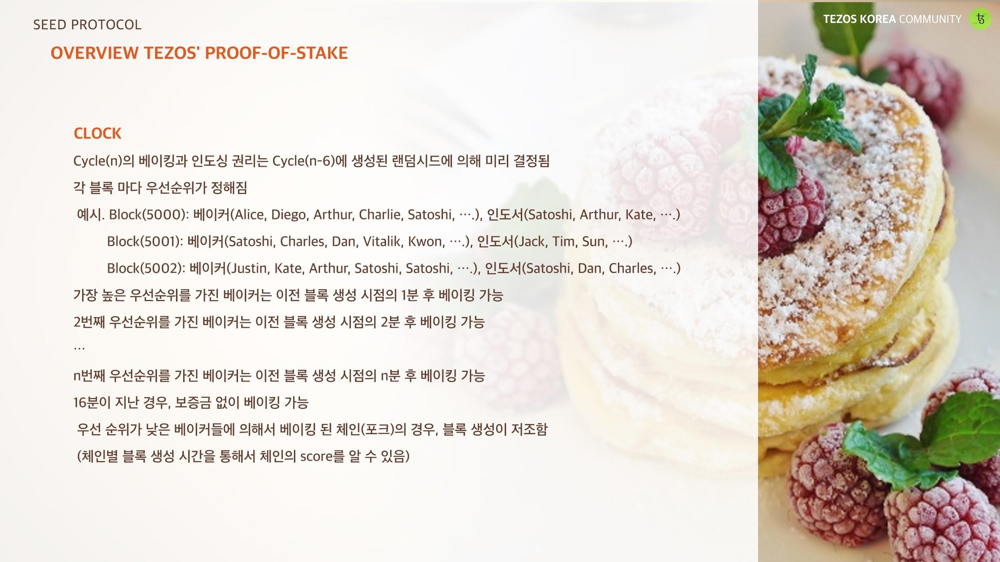 SEED PROTOCOL
TEZOS KOREA COMMUNITY
OVERVIEW TEZOS' PROOF-OF-STAKE
CLOCK
Cycle(n)의 베이킹과 인도싱 권리는 Cycle(n-6)에 생성된 랜덤시드에 의해 미리 결정됨
각 블록 마다 우선순위가 정해짐
예시. Block(5000): 베이커(Alice, Diego, Arthur, Charlie, Satoshi, ….), 인도서(Satoshi, Arthur, Kate, ….)
Block(5001): 베이커(Satoshi, Charles, Dan, Vitalik, Kwon, ….), 인도서(Jack, Tim, Sun, ….)
Block(5002): 베이커(Justin, Kate, Arthur, Satoshi, Satoshi, ….), 인도서(Satoshi, Dan, Charles, ….)
가장 높은 우선순위를 가진 베이커는 이전 블록 생성 시점의 1분 후 베이킹 가능
2번째 우선순위를 가진 베이커는 이전 블록 생성 시점의 2분 후 베이킹 가능
…
n번째 우선순위를 가진 베이커는 이전 블록 생성 시점의 n분 후 베이킹 가능
16분이 지난 경우, 보증금 없이 베이킹 가능
우선 순위가 낮은 베이커들에 의해서 베이킹 된 체인(포크)의 경우, 블록 생성이 저조함
(체인별 블록 생성 시간을 통해서 체인의 score를 알 수 있음)